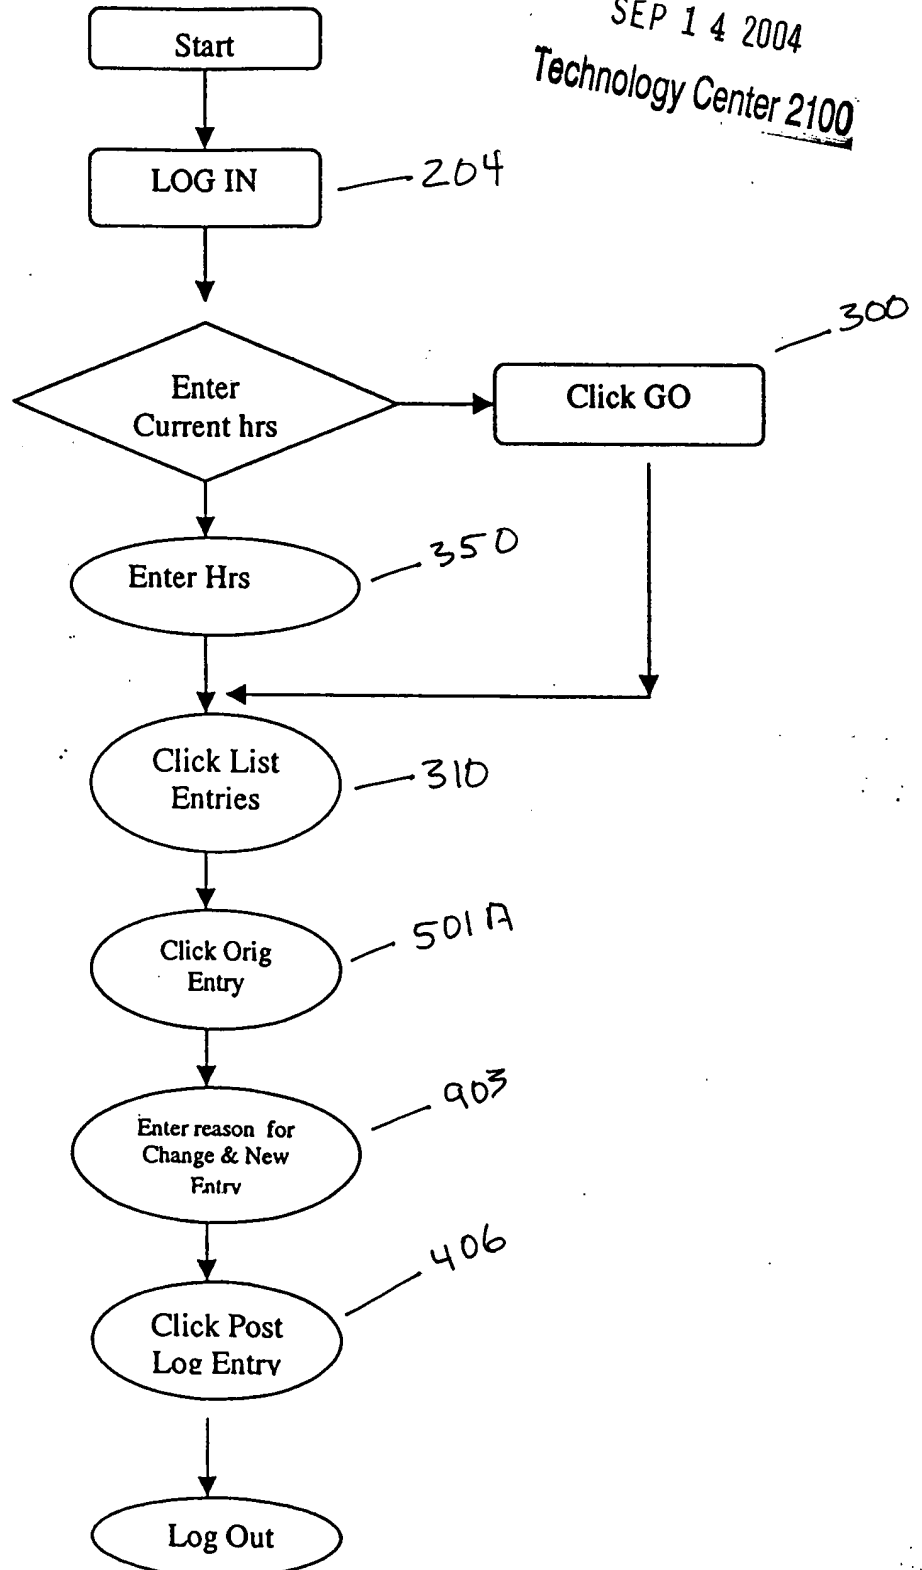 SEP 14 2004
Technology Center 2100
Start
LOG IN
204
Enter
Current hrs
Click GO
300
Enter Hrs
350
Click List
Entries
310
Click Orig
Entry
501A
Enter reason for
Change & New
Entry
903
Click Post
Log Entry
406
Log Out